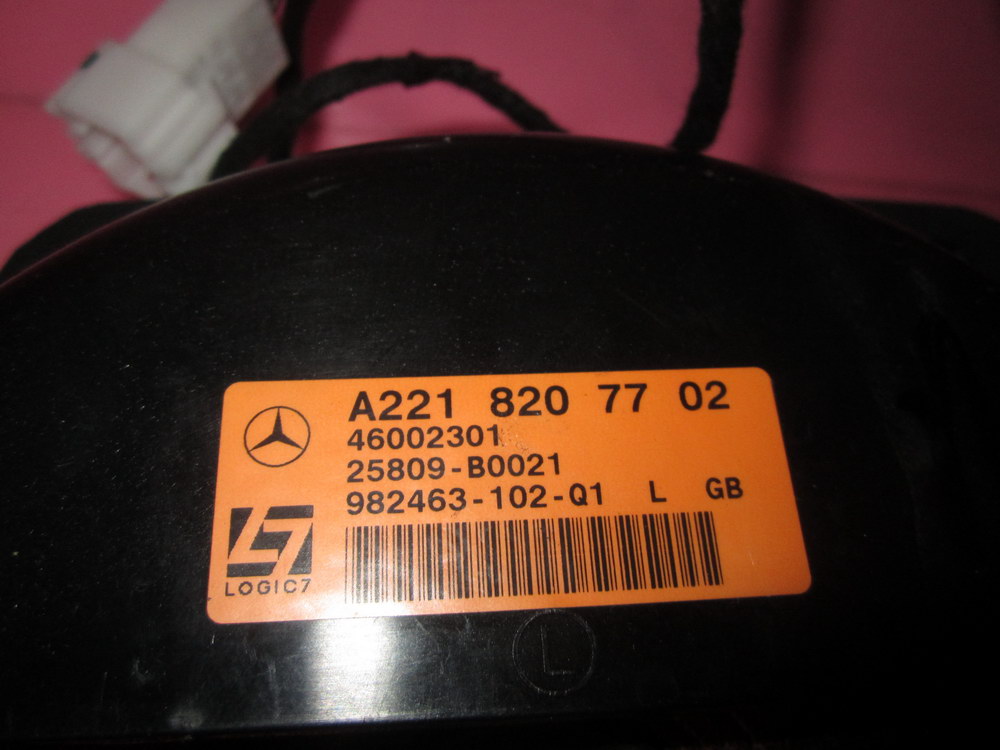 A221 820 77 02
46002301
25809-B0021
982463-102-Q1 L GB
LOGIC7
L